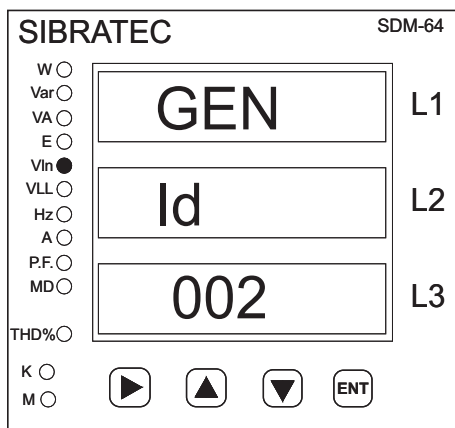 SIBRATEC SDM-64
W
Var
VA
E
Vln
VLL
Hz
A
P.F.
MD
THD%
K
M
GEN L1
Id L2
002 L3
ENT